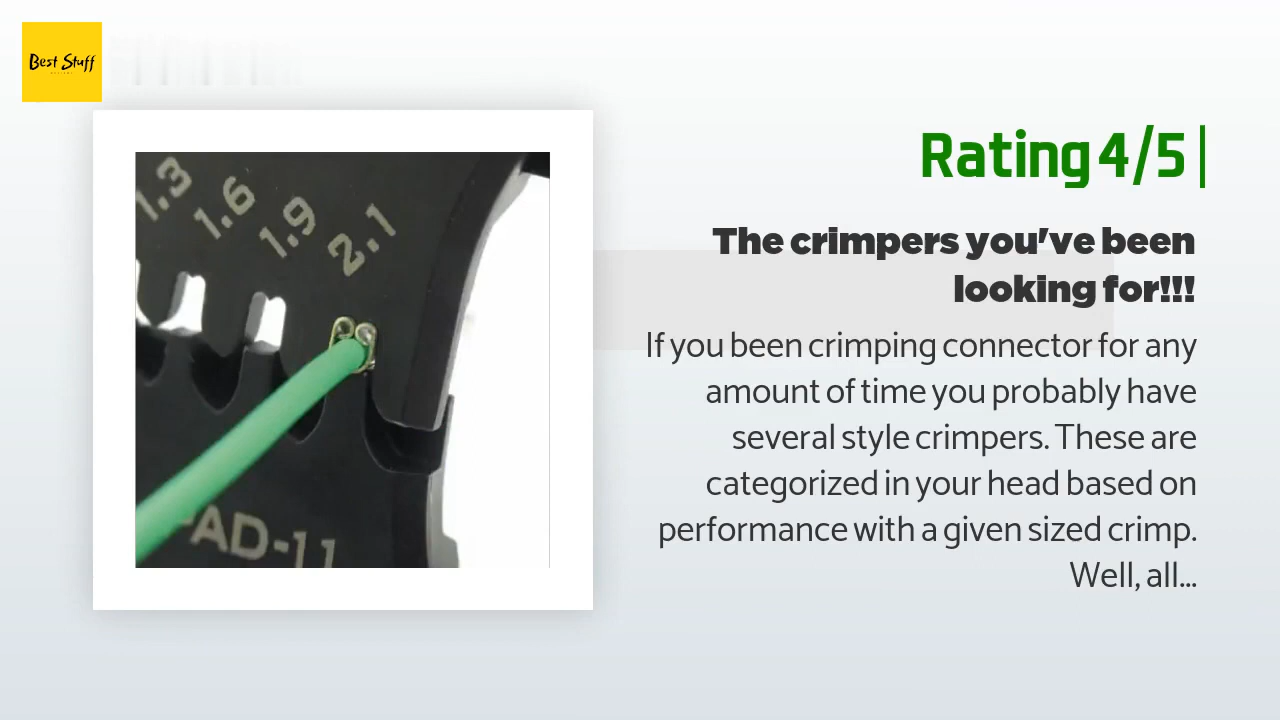 Best Stuff
1.3
1.6
1.9
2.1
PAD-11
Rating 4/5
The crimpers you've been
looking for!!!
If you been crimping connector for any
amount of time you probably have
several style crimpers. These are
categorized in your head based on
performance with a given sized crimp.
Well, all...